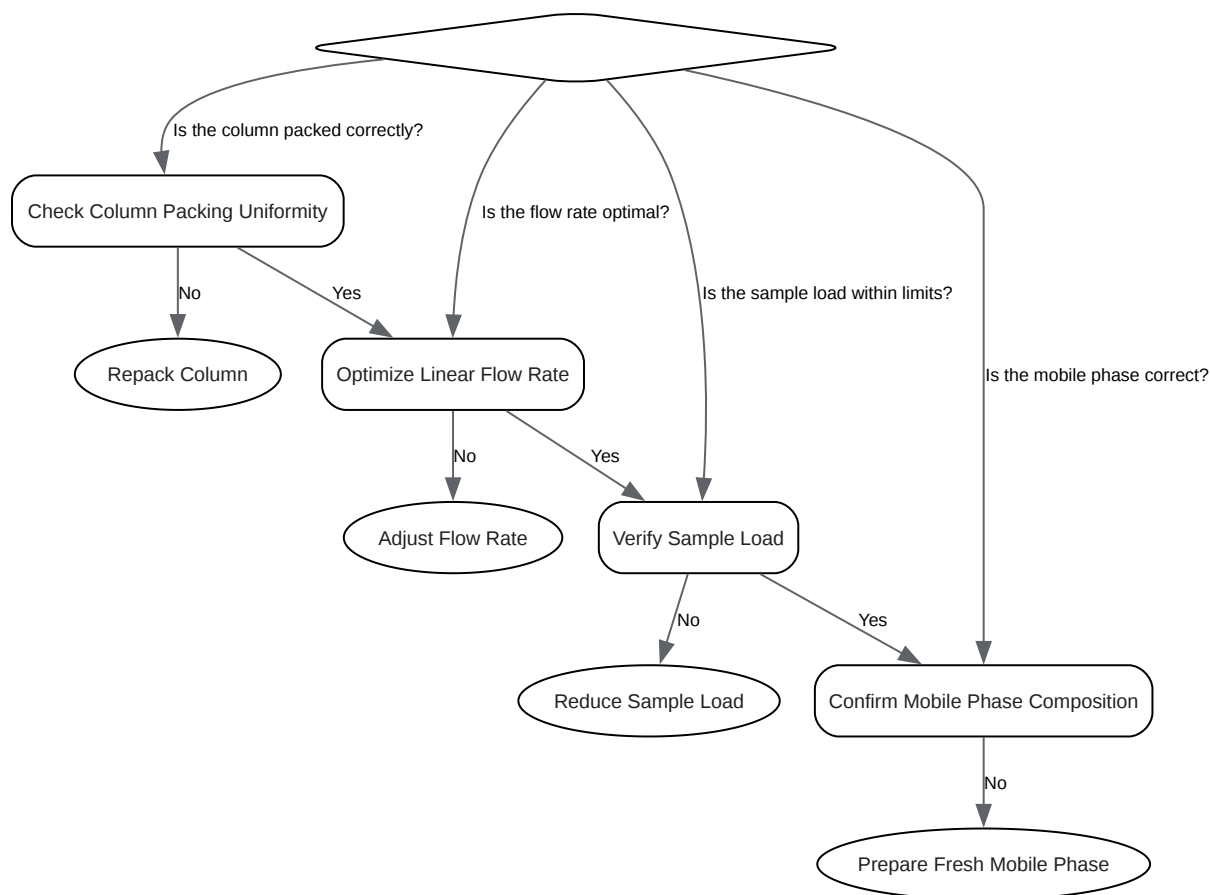 Is the column packed correctly?
Check Column Packing Uniformity
Is the flow rate optimal?
No
Yes
Is the sample load within limits?
Repack Column
Optimize Linear Flow Rate
Is the mobile phase correct?
No
Yes
Adjust Flow Rate
Verify Sample Load
No
Yes
Reduce Sample Load
Confirm Mobile Phase Composition
No
Prepare Fresh Mobile Phase